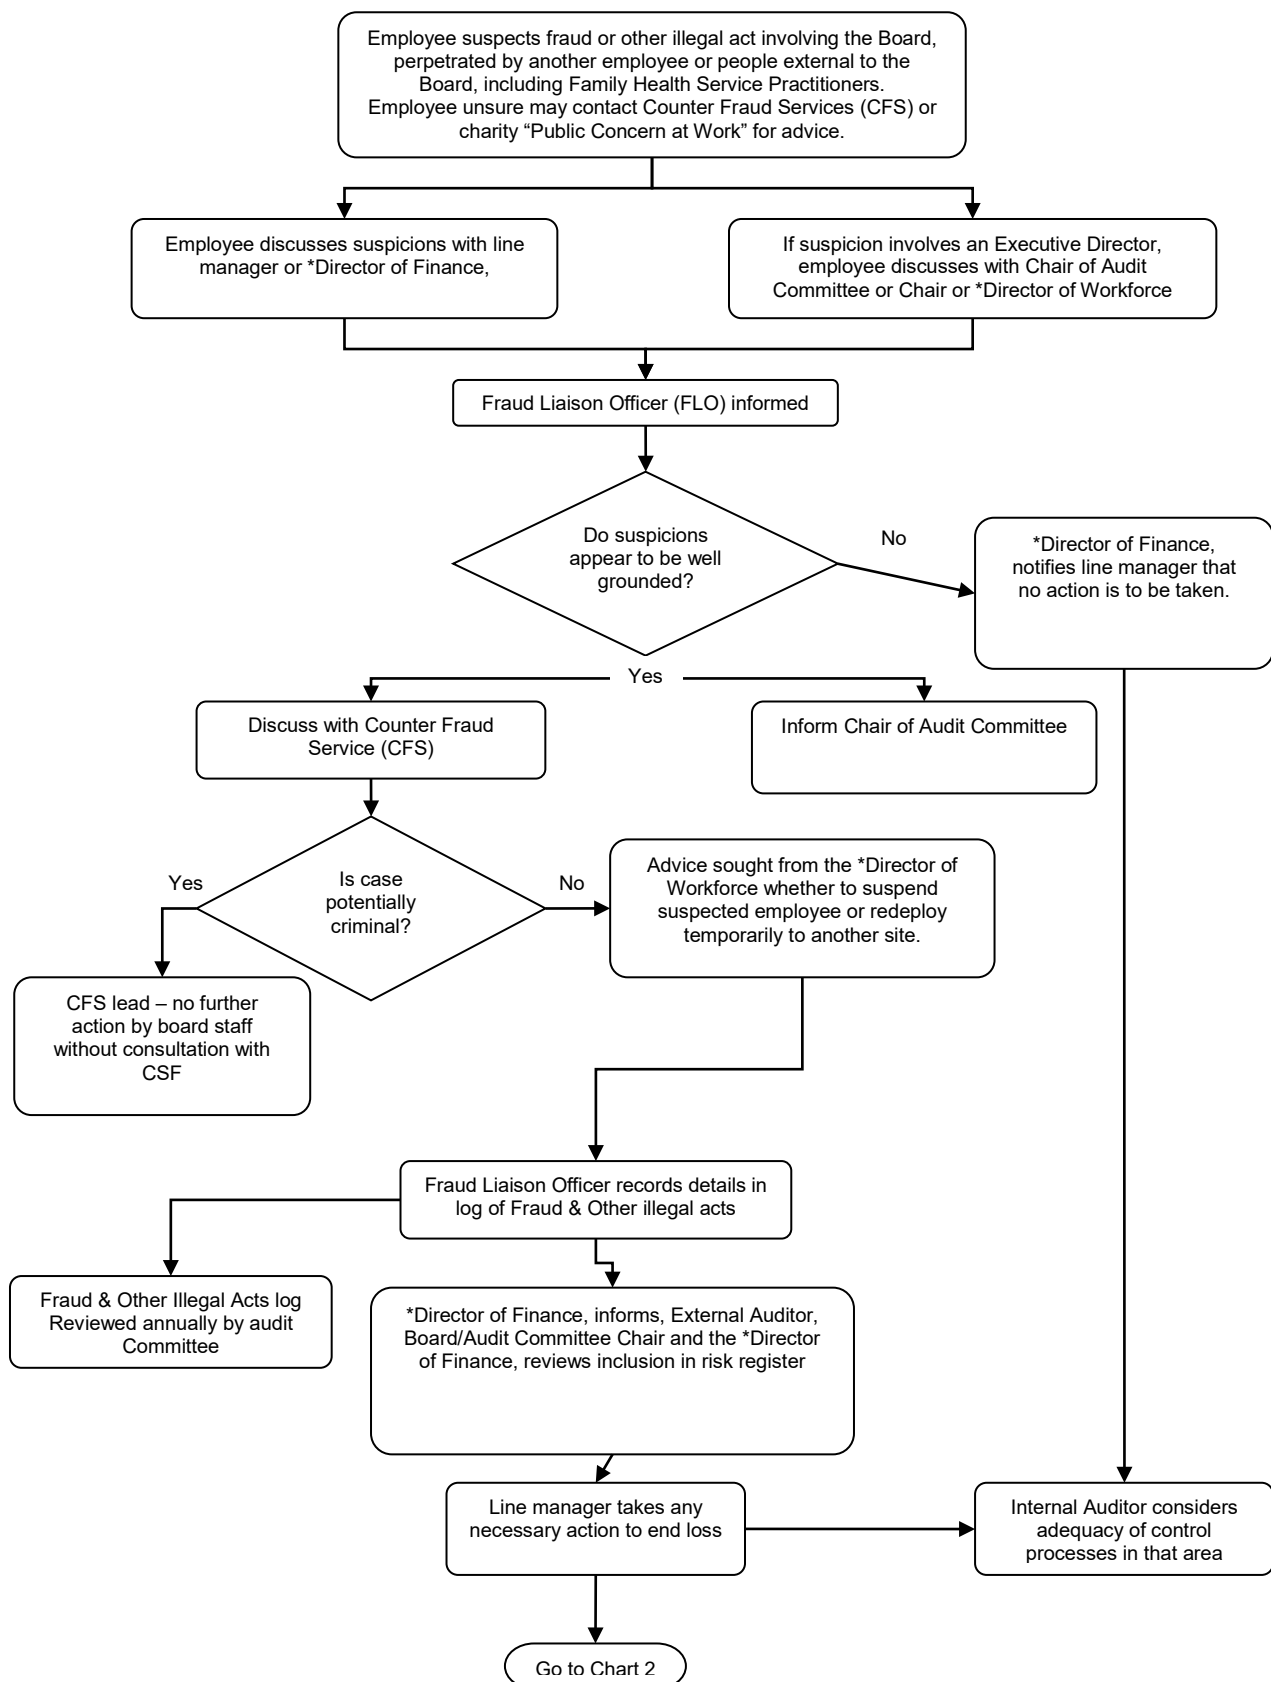 Employee suspects fraud or other illegal act involving the Board,
perpetrated by another employee or people external to the
Board, including Family Health Service Practitioners.
Employee unsure may contact Counter Fraud Services (CFS) or
charity “Public Concern at Work” for advice.
Employee discusses suspicions with line
manager or *Director of Finance,
If suspicion involves an Executive Director,
employee discusses with Chair of Audit
Committee or Chair or *Director of Workforce
Fraud Liaison Officer (FLO) informed
Do suspicions
appear to be well
grounded?
No
*Director of Finance,
notifies line manager that
no action is to be taken.
Yes
Discuss with Counter Fraud
Service (CFS)
Inform Chair of Audit Committee
Is case
potentially
criminal?
Yes
No
Advice sought from the *Director of
Workforce whether to suspend
suspected employee or redeploy
temporarily to another site.
CFS lead – no further
action by board staff
without consultation with
CSF
Fraud Liaison Officer records details in
log of Fraud & Other illegal acts
Fraud & Other Illegal Acts log
Reviewed annually by audit
Committee
*Director of Finance, informs, External Auditor,
Board/Audit Committee Chair and the *Director
of Finance, reviews inclusion in risk register
Line manager takes any
necessary action to end loss
Internal Auditor considers
adequacy of control
processes in that area
Go to Chart 2